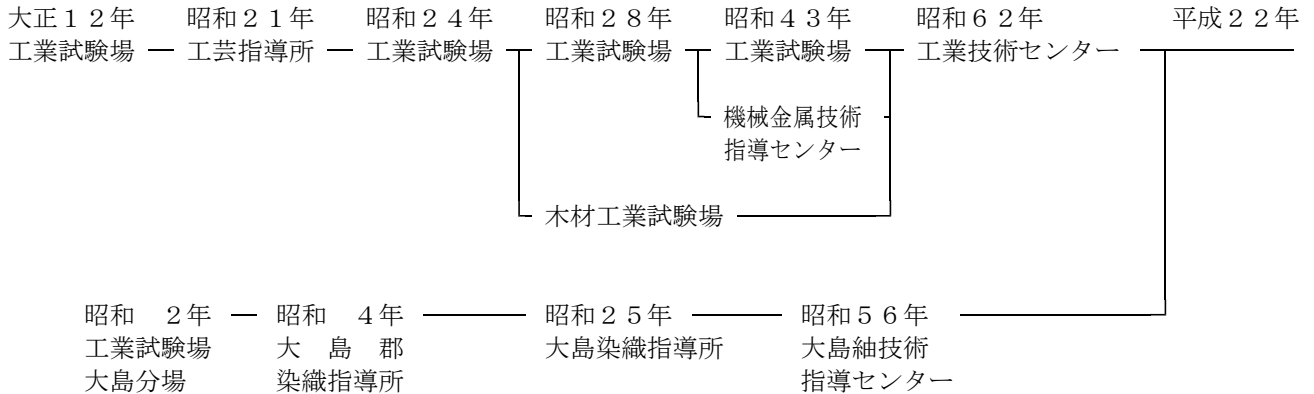 大正１２年 昭和２１年 昭和２４年 昭和２８年 昭和４３年 昭和６２年 平成２２年
工業試験場 工芸指導所 工業試験場 工業試験場 工業試験場 工業技術センター
機械金属技術
指導センター
木材工業試験場
昭和　２年 昭和　４年 昭和２５年 昭和５６年
工業試験場 大　島　郡 大島染織指導所 大島紬技術
大島分場 染織指導所 指導センター